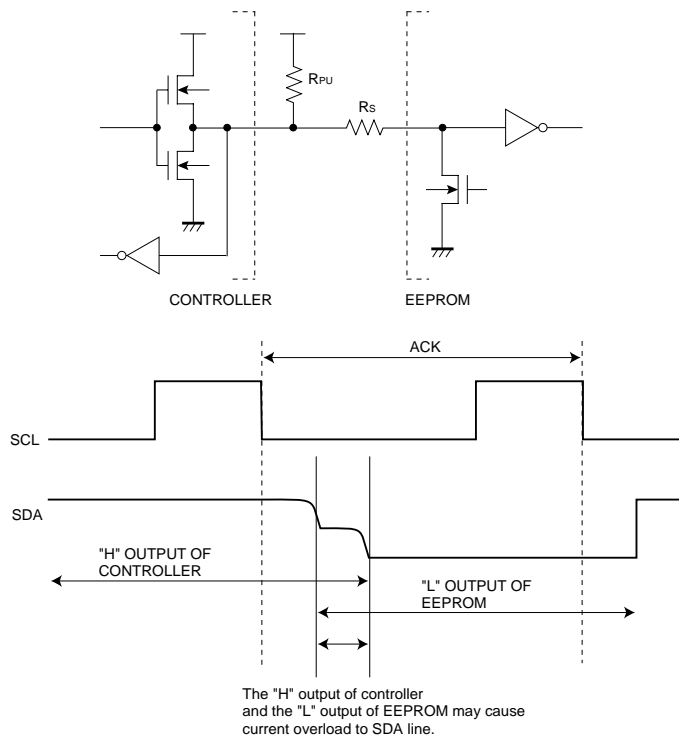 RPU
RS
CONTROLLER
EEPROM
ACK
SCL
SDA
"H" OUTPUT OF
CONTROLLER
"L" OUTPUT OF
EEPROM
The "H" output of controller
and the "L" output of EEPROM may cause
current overload to SDA line.